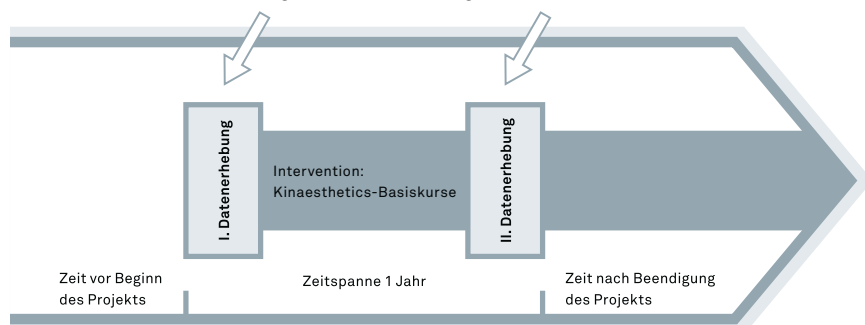 I. Datenerhebung
Intervention:
Kinaesthetics-Basiskurse
II. Datenerhebung
Zeit vor Beginn
des Projekts
Zeitspanne 1 Jahr
Zeit nach Beendigung
des Projekts